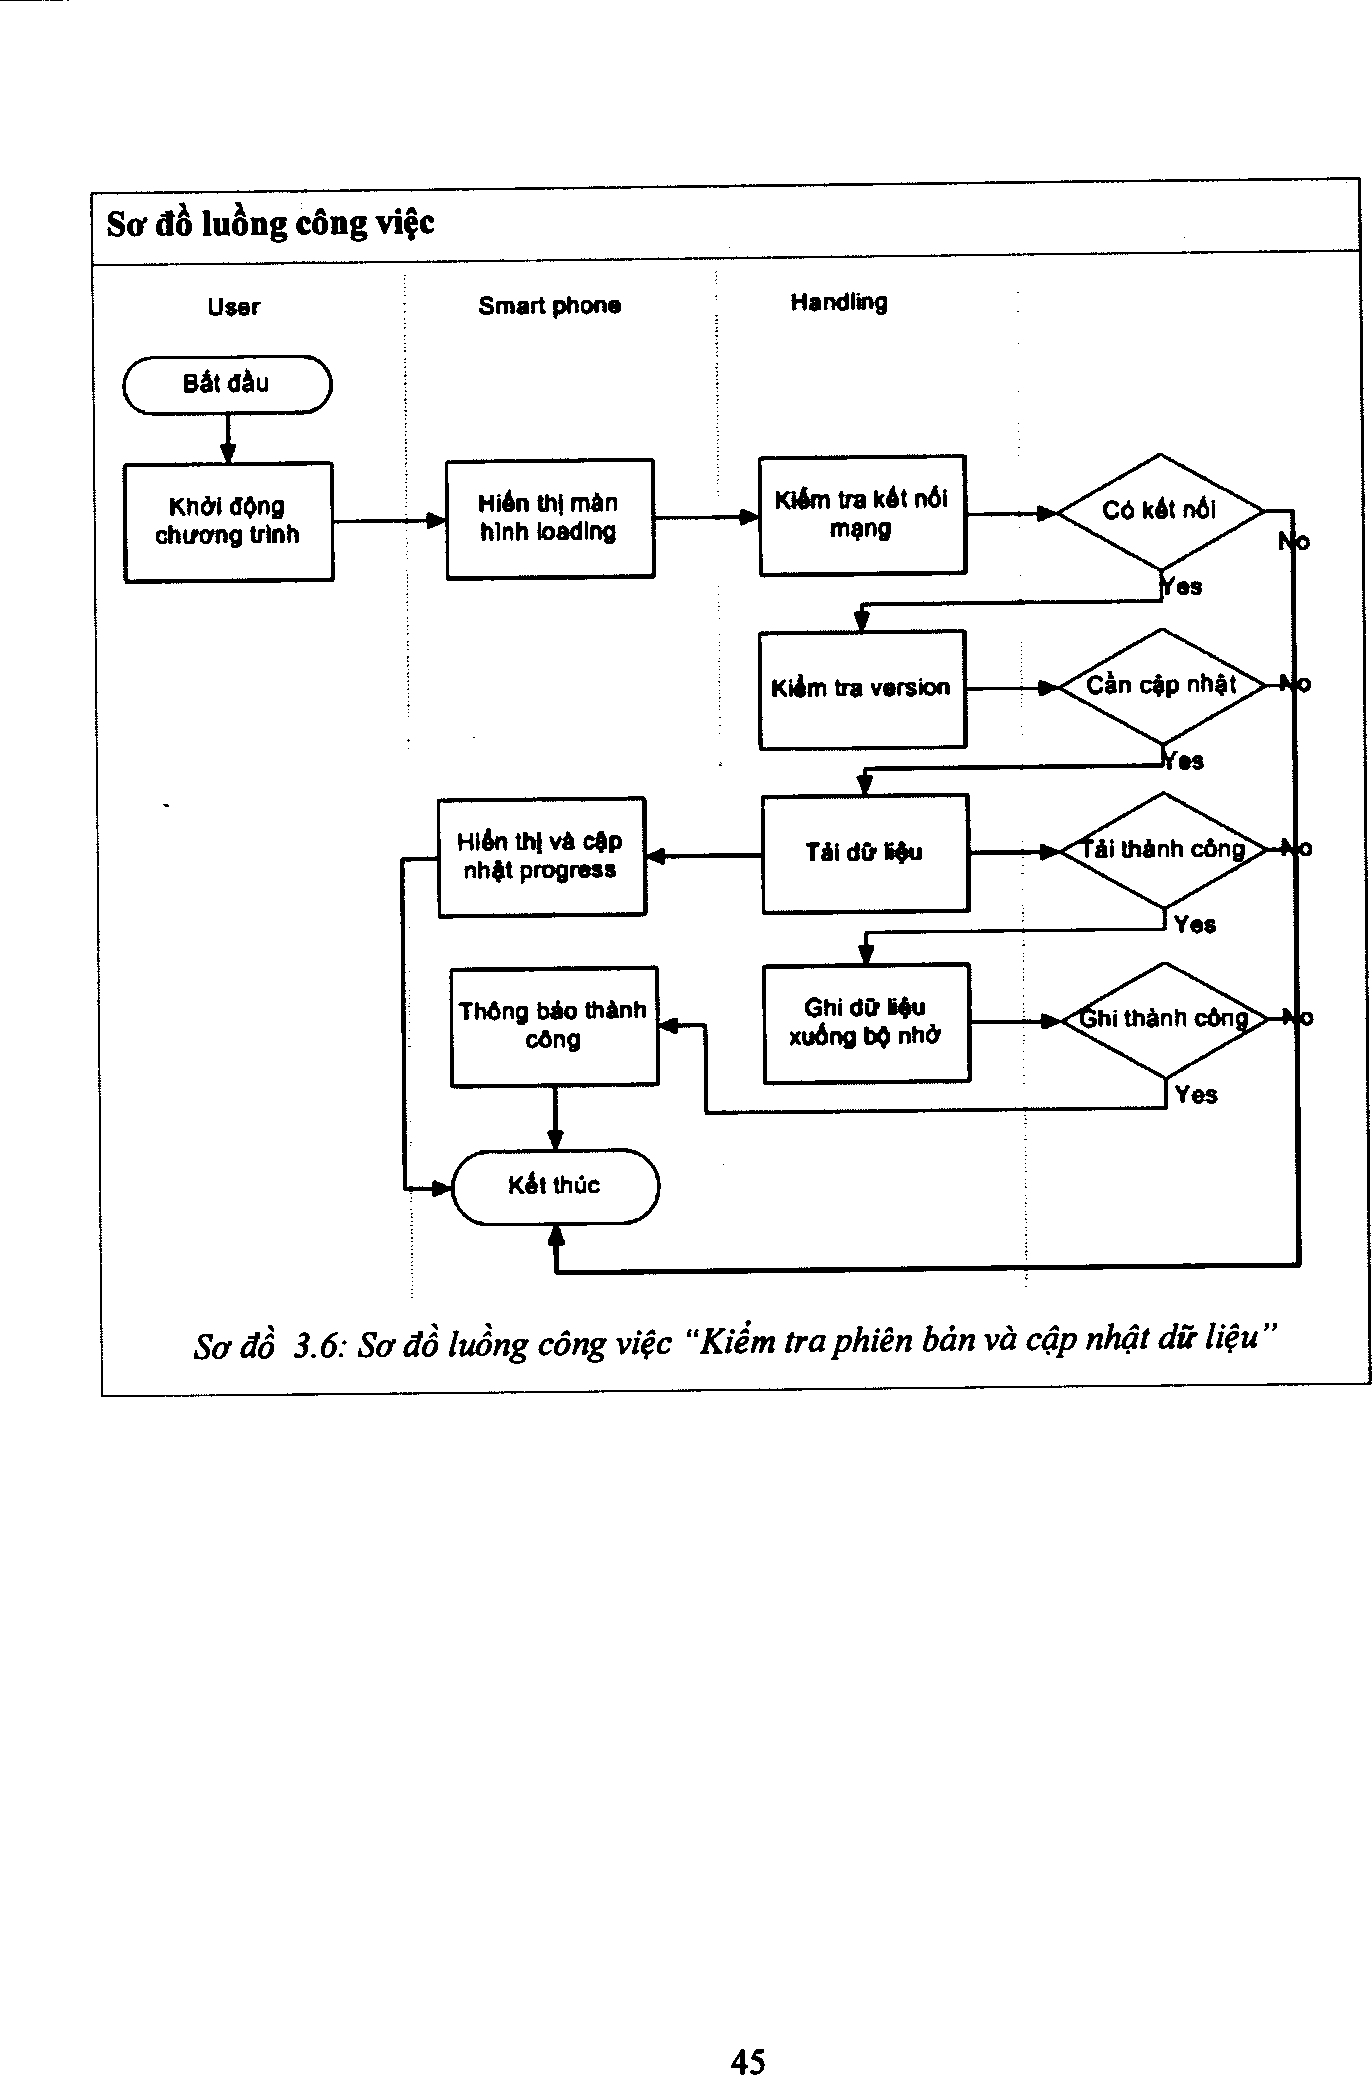 Sơ đồ luồng công việc
User
Smart phone
Handling
Bắt đầu
Khởi động
chương trình
Hiển thị màn
hình loading
Kiểm tra kết nối
mạng
Có kết nối
No
Yes
Kiểm tra version
Cần cập nhật
No
Yes
Hiển thị và cập
nhật progress
Tải dữ liệu
Tải thành công
No
Yes
Thông báo thành
công
Ghi dữ liệu
xuống bộ nhở
Ghi thành công
No
Yes
Kết thúc
Sơ đồ 3.6: Sơ đồ luồng công việc “Kiểm tra phiên bản và cập nhật dữ liệu”
45